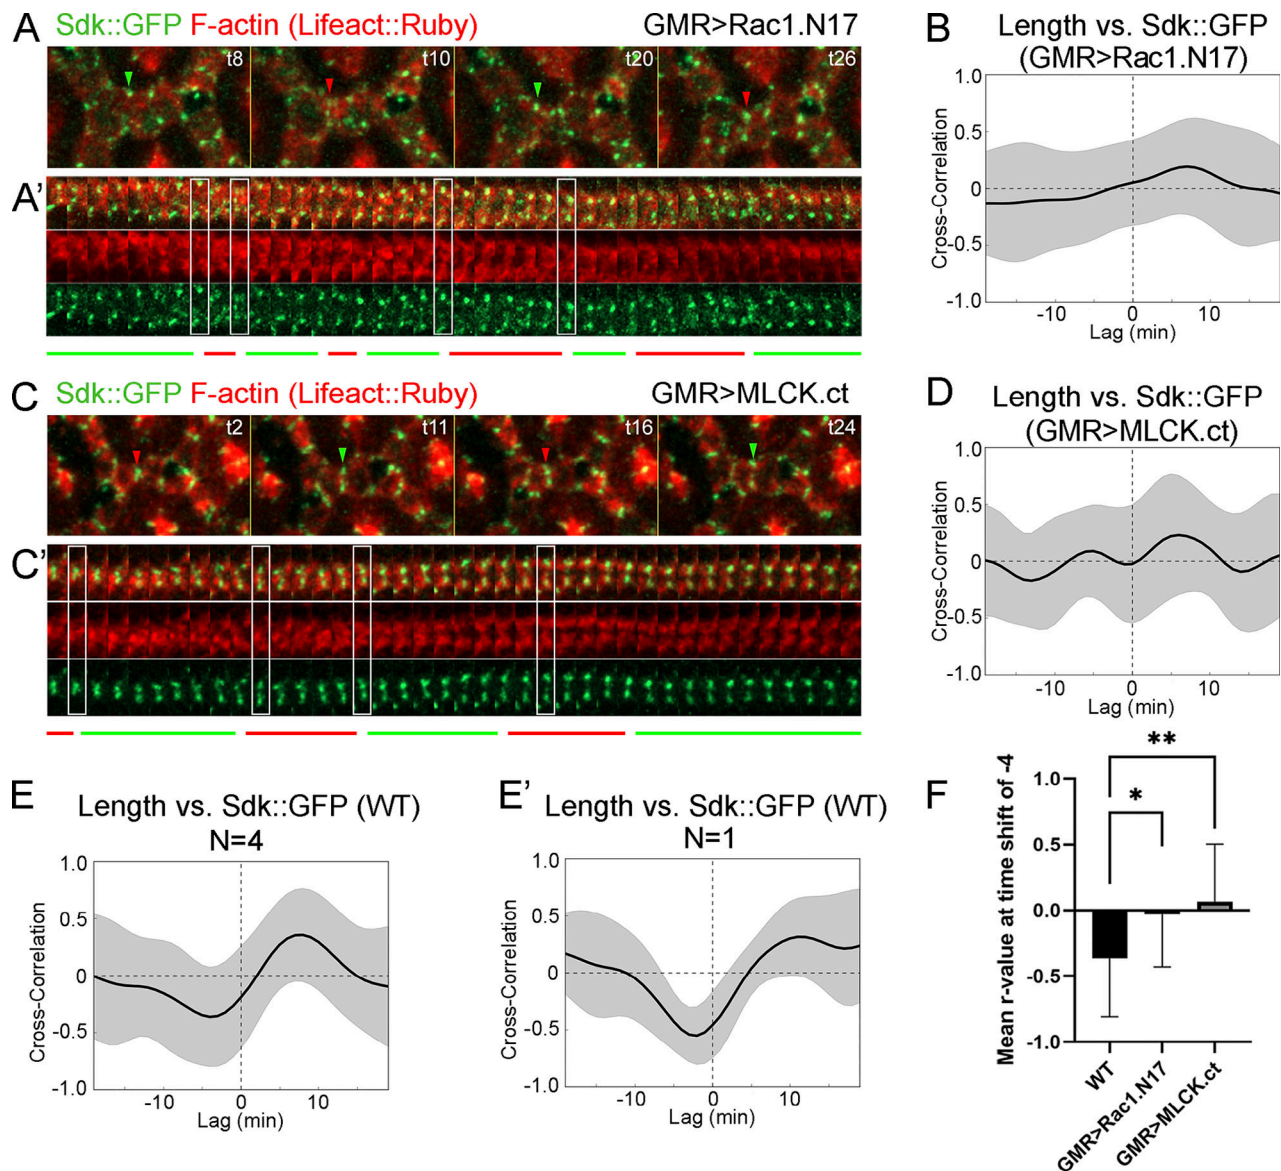 A
Sdk::GFP F-actin (Lifeact::Ruby) GMR>Rac1.N17
t8 t10 t20 t26
A'
B
Length vs. Sdk::GFP
(GMR>Rac1.N17)
Cross-Correlation
1.0
0.5
0
-0.5
-1.0
-10 0 10
Lag (min)
C
Sdk::GFP F-actin (Lifeact::Ruby) GMR>MLCK.ct
t2 t11 t16 t24
C'
D
Length vs. Sdk::GFP
(GMR>MLCK.ct)
Cross-Correlation
1.0
0.5
0
-0.5
-1.0
-10 0 10
Lag (min)
E
Length vs. Sdk::GFP (WT)
N=4
Cross-Correlation
1.0
0.5
0
-0.5
-1.0
-10 0 10
Lag (min)
E'
Length vs. Sdk::GFP (WT)
N=1
Cross-Correlation
1.0
0.5
0
-0.5
-1.0
-10 0 10
Lag (min)
F
Mean r-value at time shift of -4
1.0
0.5
0.0
-0.5
-1.0
**
*
WT
GMR>Rac1.N17
GMR>MLCK.ct